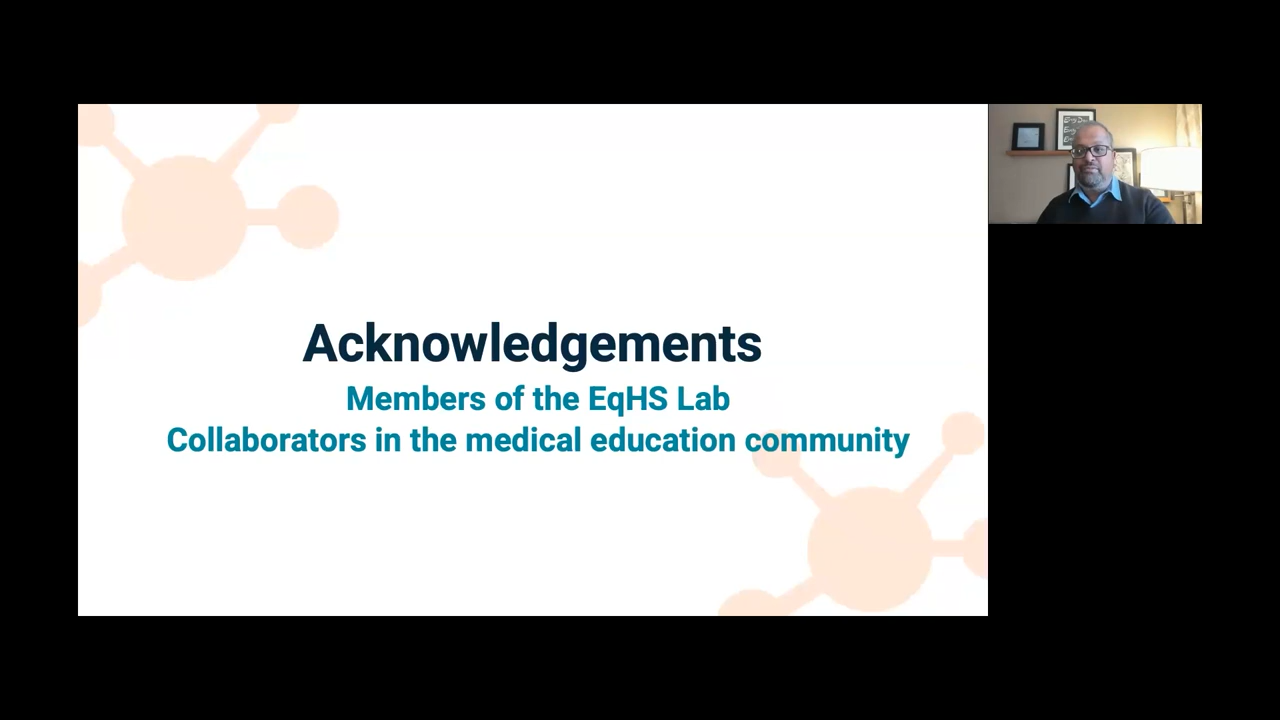 Acknowledgements
Members of the EqHS Lab
Collaborators in the medical education community